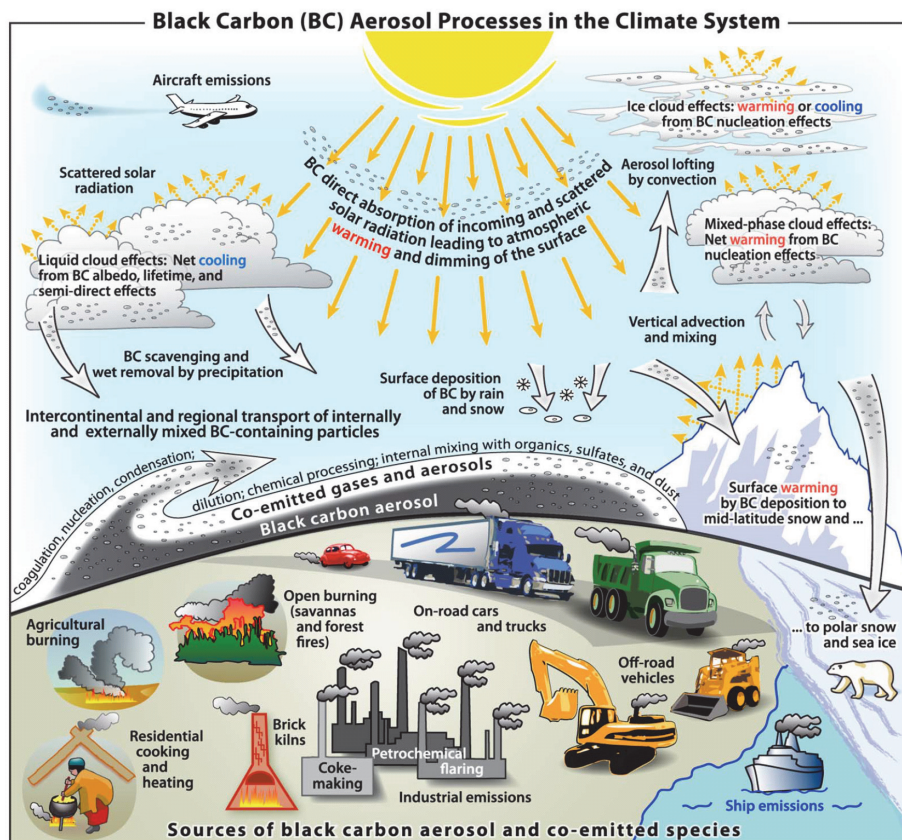 Black Carbon (BC) Aerosol Processes in the Climate System
Aircraft emissions
Ice cloud effects: warming or cooling
from BC nucleation effects
Scattered solar
radiation
BC direct absorption of incoming and scattered
solar radiation leading to atmospheric
warming and dimming of the surface
Aerosol lofting
by convection
Liquid cloud effects: Net cooling
from BC albedo, lifetime, and
semi-direct effects
Mixed-phase cloud effects:
Net warming from BC
nucleation effects
Vertical advection
and mixing
BC scavenging and
wet removal by precipitation
Surface deposition
of BC by rain
and snow
Intercontinental and regional transport of internally
and externally mixed BC-containing particles
coagulation, nucleation, condensation;
dilution; chemical processing; internal mixing with organics, sulfates, and dust
Co-emitted gases and aerosols
Black carbon aerosol
Surface warming
by BC deposition to
mid-latitude snow and ...
... to polar snow
and sea ice
Agricultural
burning
Open burning
(savannas
and forest
fires)
On-road cars
and trucks
Off-road
vehicles
Residential
cooking
and
heating
Brick
kilns
Coke-
making
Petrochemical
flaring
Industrial emissions
Ship emissions
Sources of black carbon aerosol and co-emitted species